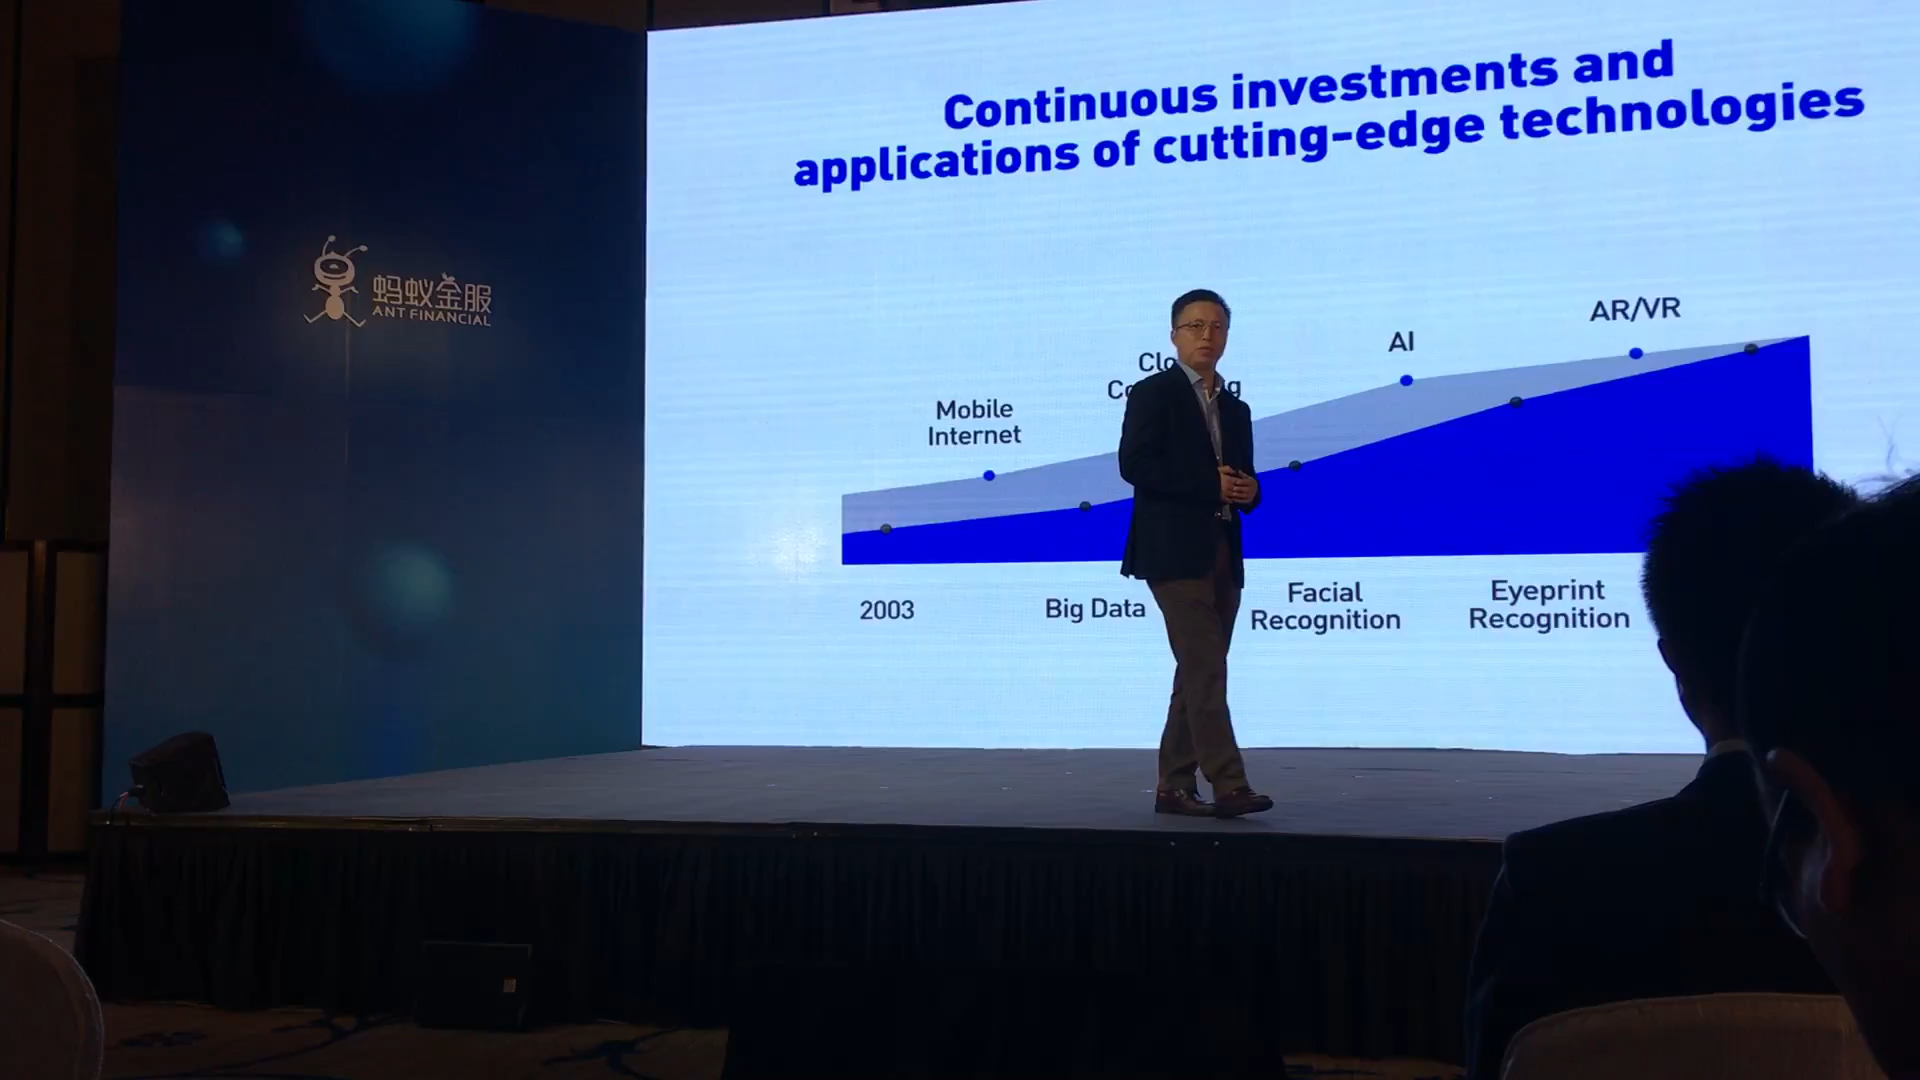 Continuous investments and
applications of cutting-edge technologies
蚂蚁金服
ANT FINANCIAL
AR/VR
AI
Mobile
Internet
2003
Big Data
Facial
Recognition
Eyeprint
Recognition